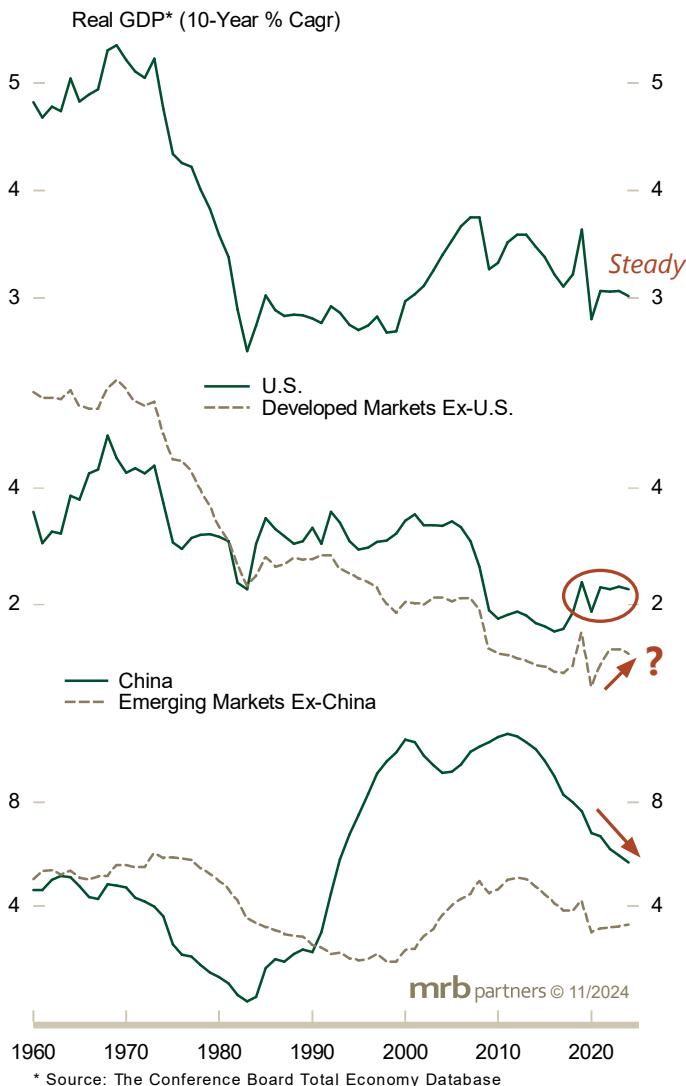 Real GDP* (10-Year % Cagr)
5 5
4 4
Steady
3 3
U.S.
Developed Markets Ex-U.S.
4 4
2 2
?
China
Emerging Markets Ex-China
8 8
4 4
mrb partners © 11/2024
1960 1970 1980 1990 2000 2010 2020
* Source: The Conference Board Total Economy Database